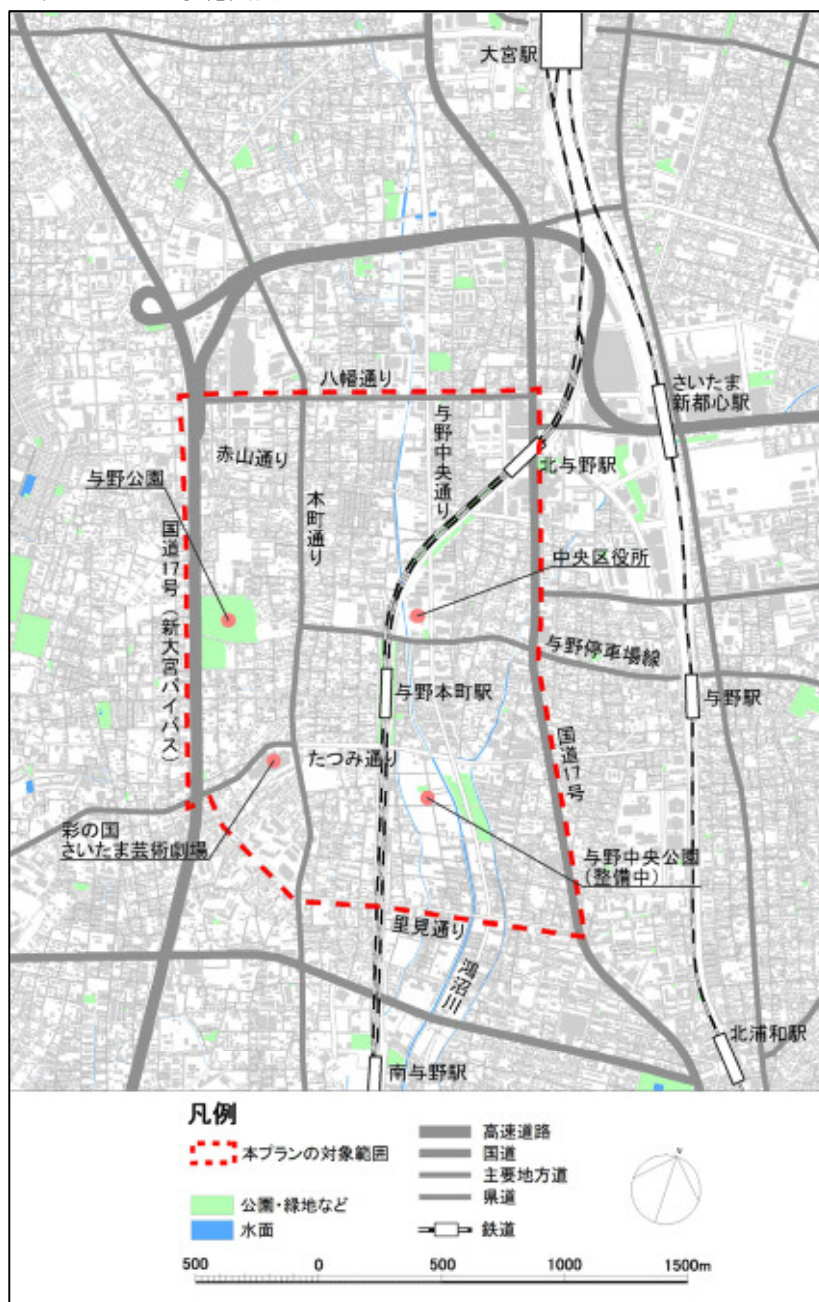 大宮駅
さいたま
新都心駅
八幡通り
与野中央通り
赤山通り
北与野駅
与野公園
本町通り
国道17号(新大宮バイパス)
中央区役所
与野停車場線
与野本町駅
与野駅
たつみ通り
国道17号
彩の国
さいたま芸術劇場
与野中央公園
(整備中)
里見通り
鴻沼川
北浦和駅
南与野駅
凡例
本プランの対象範囲
公園・緑地など
水面
高速道路
国道
主要地方道
県道
鉄道
N
500 0 500 1000 1500m